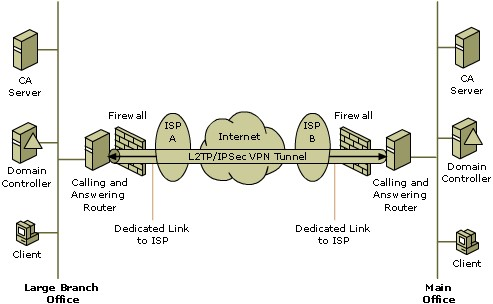 CA
Server
Domain
Controller
Client
Large Branch
Office
Firewall
Calling and
Answering
Router
ISP
A
Internet
L2TP/IPSec VPN Tunnel
Dedicated Link
to ISP
ISP
B
Dedicated Link
to ISP
Firewall
Calling and
Answering
Router
CA
Server
Domain
Controller
Client
Main
Office